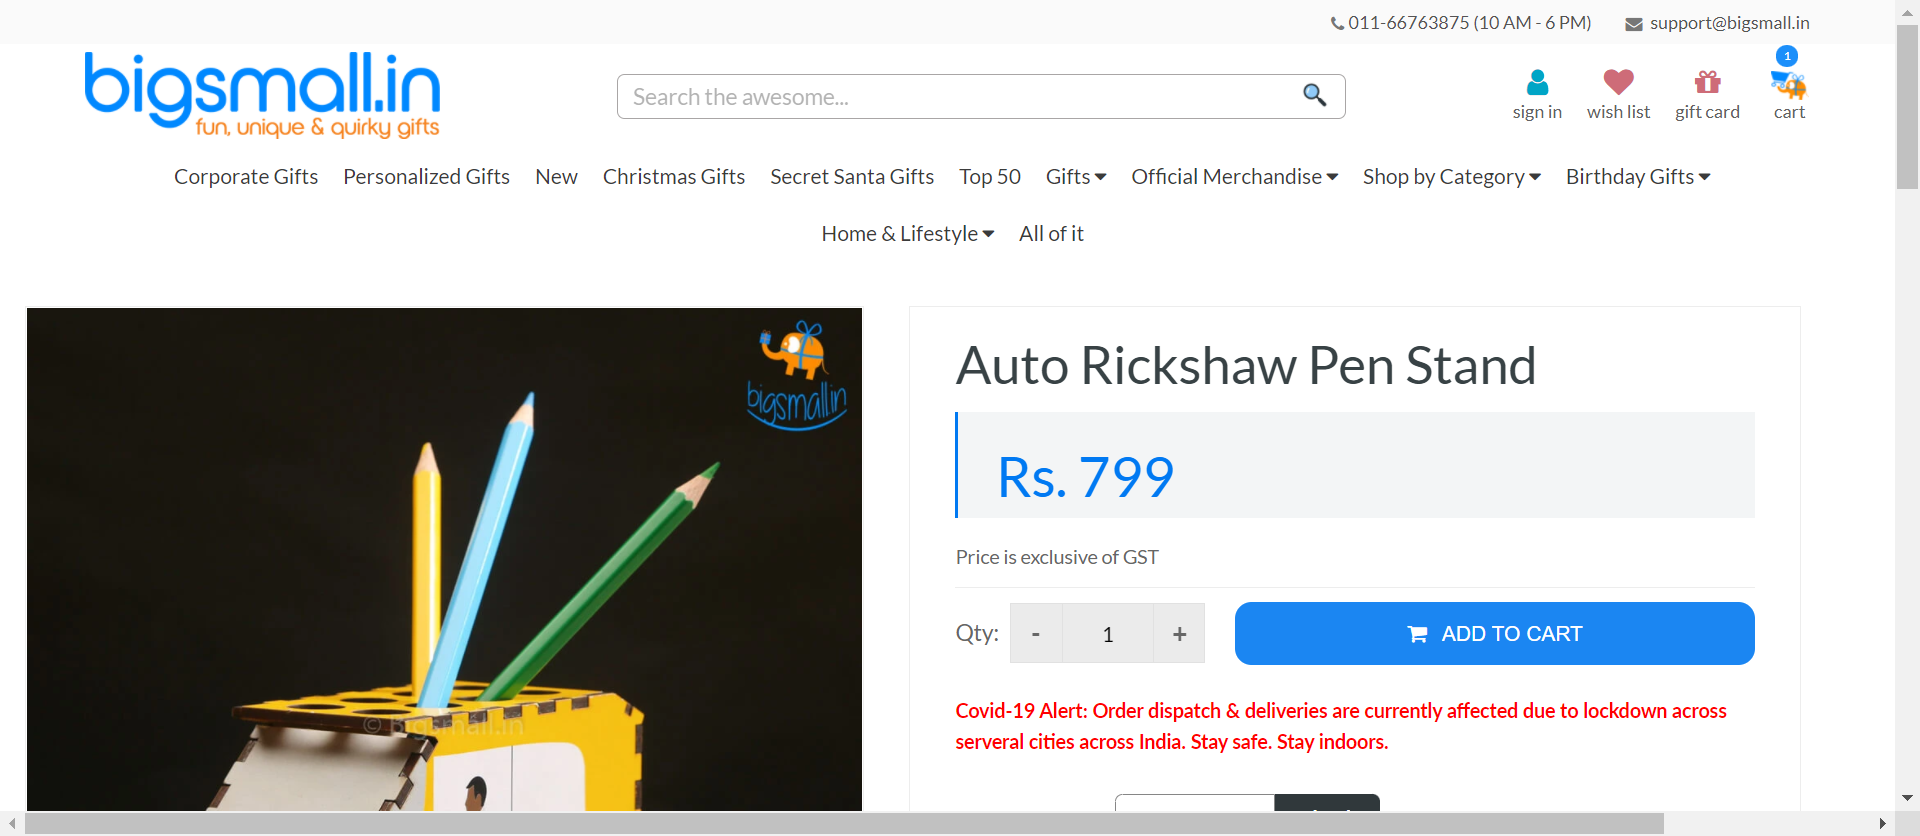 011-66763875 (10 AM - 6 PM) support@bigsmall.in
bigsmall.in
fun, unique & quirky gifts
Search the awesome...
1
sign in wish list gift card cart
Corporate Gifts Personalized Gifts New Christmas Gifts Secret Santa Gifts Top 50 Gifts Official Merchandise Shop by Category Birthday Gifts
Home & Lifestyle All of it
bigsmall.in
© Bigsmall.in
Auto Rickshaw Pen Stand
Rs. 799
Price is exclusive of GST
Qty: - 1 + ADD TO CART
Covid-19 Alert: Order dispatch & deliveries are currently affected due to lockdown across
serveral cities across India. Stay safe. Stay indoors.